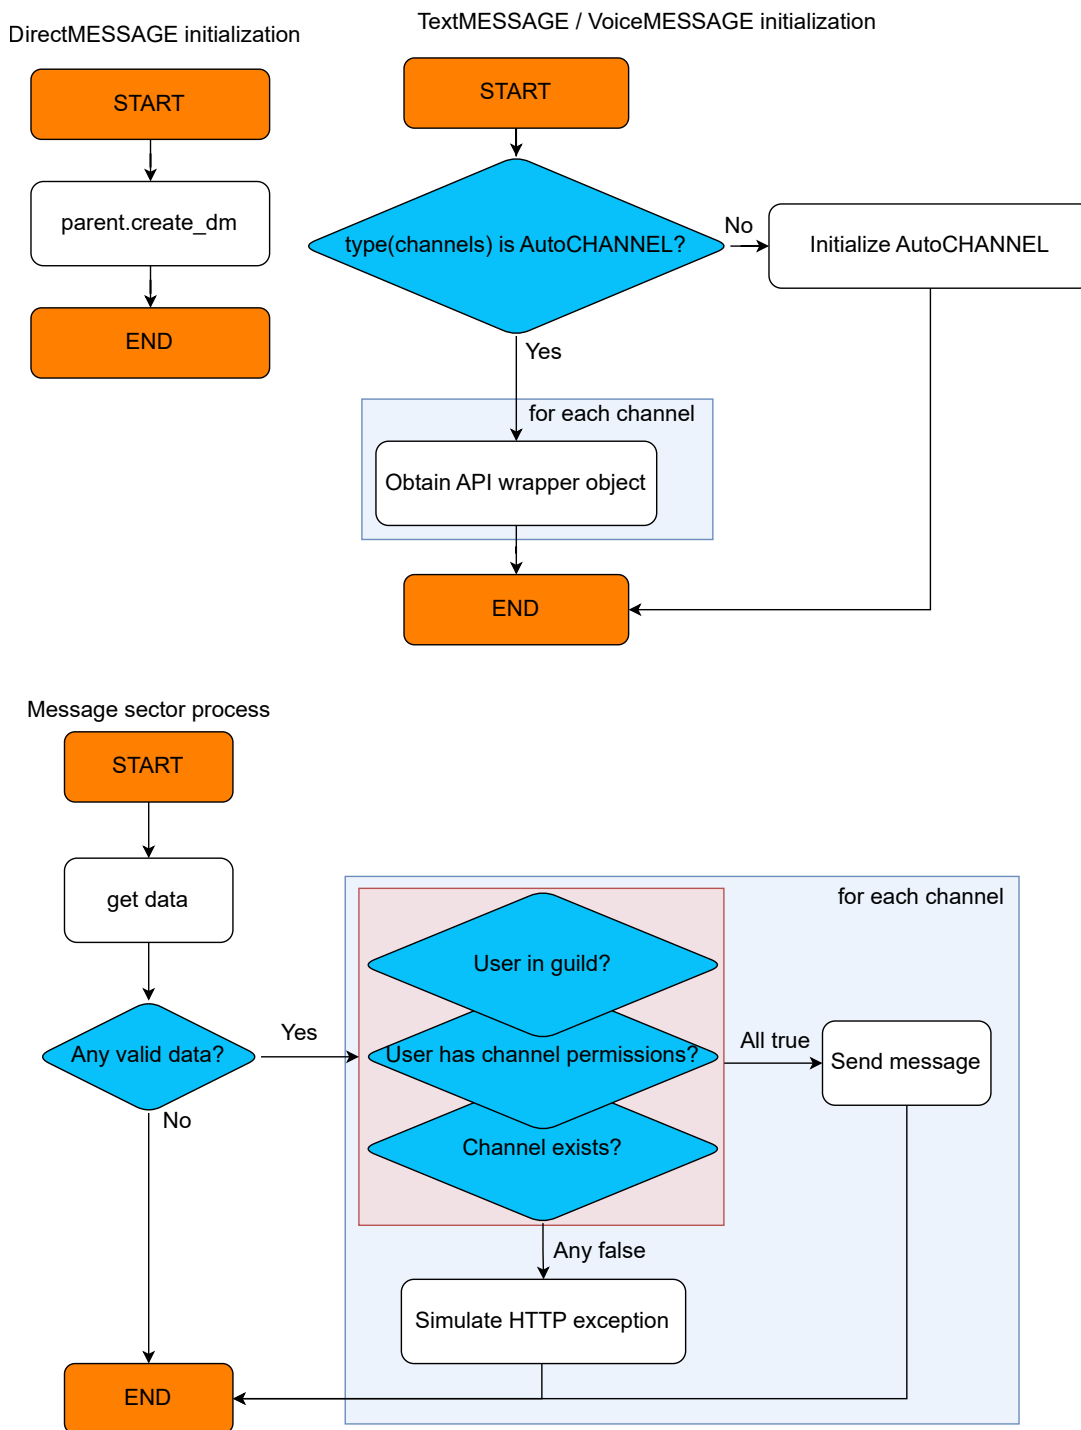 DirectMESSAGE initialization
START
parent.create_dm
END
TextMESSAGE / VoiceMESSAGE initialization
START
type(channels) is AutoCHANNEL?
No
Initialize AutoCHANNEL
Yes
for each channel
Obtain API wrapper object
END
Message sector process
START
get data
Any valid data?
Yes
No
for each channel
User in guild?
User has channel permissions?
Channel exists?
All true
Send message
Any false
Simulate HTTP exception
END